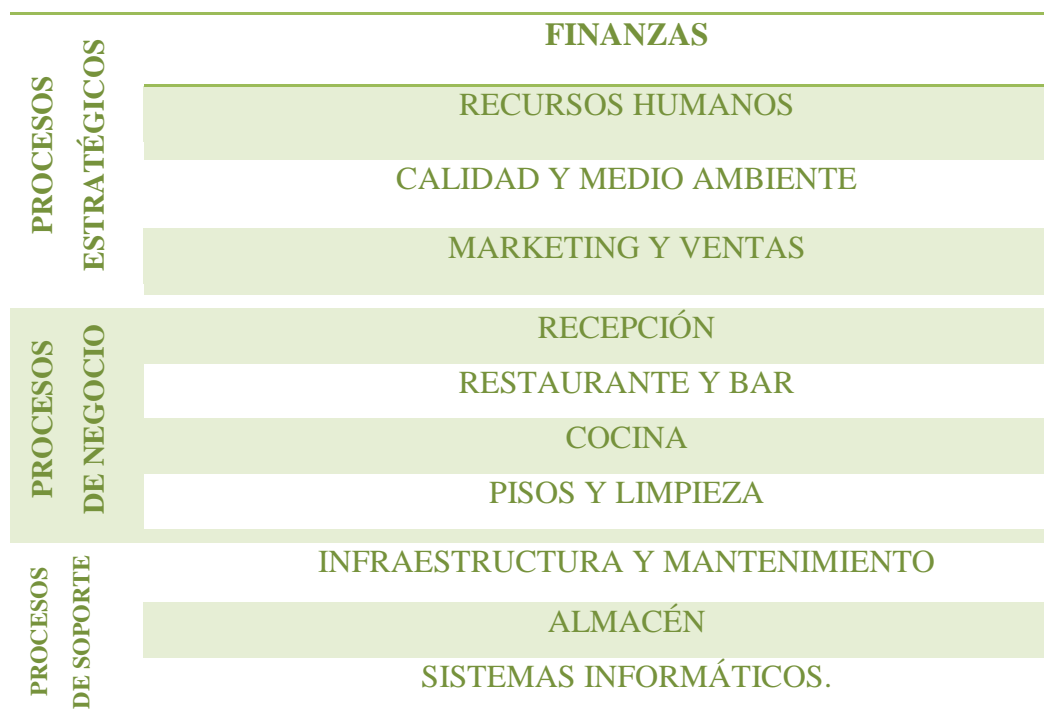 PROCESOS
ESTRATÉGICOS
FINANZAS
RECURSOS HUMANOS
CALIDAD Y MEDIO AMBIENTE
MARKETING Y VENTAS
PROCESOS
DE NEGOCIO
RECEPCIÓN
RESTAURANTE Y BAR
COCINA
PISOS Y LIMPIEZA
PROCESOS
DE SOPORTE
INFRAESTRUCTURA Y MANTENIMIENTO
ALMACÉN
SISTEMAS INFORMÁTICOS.